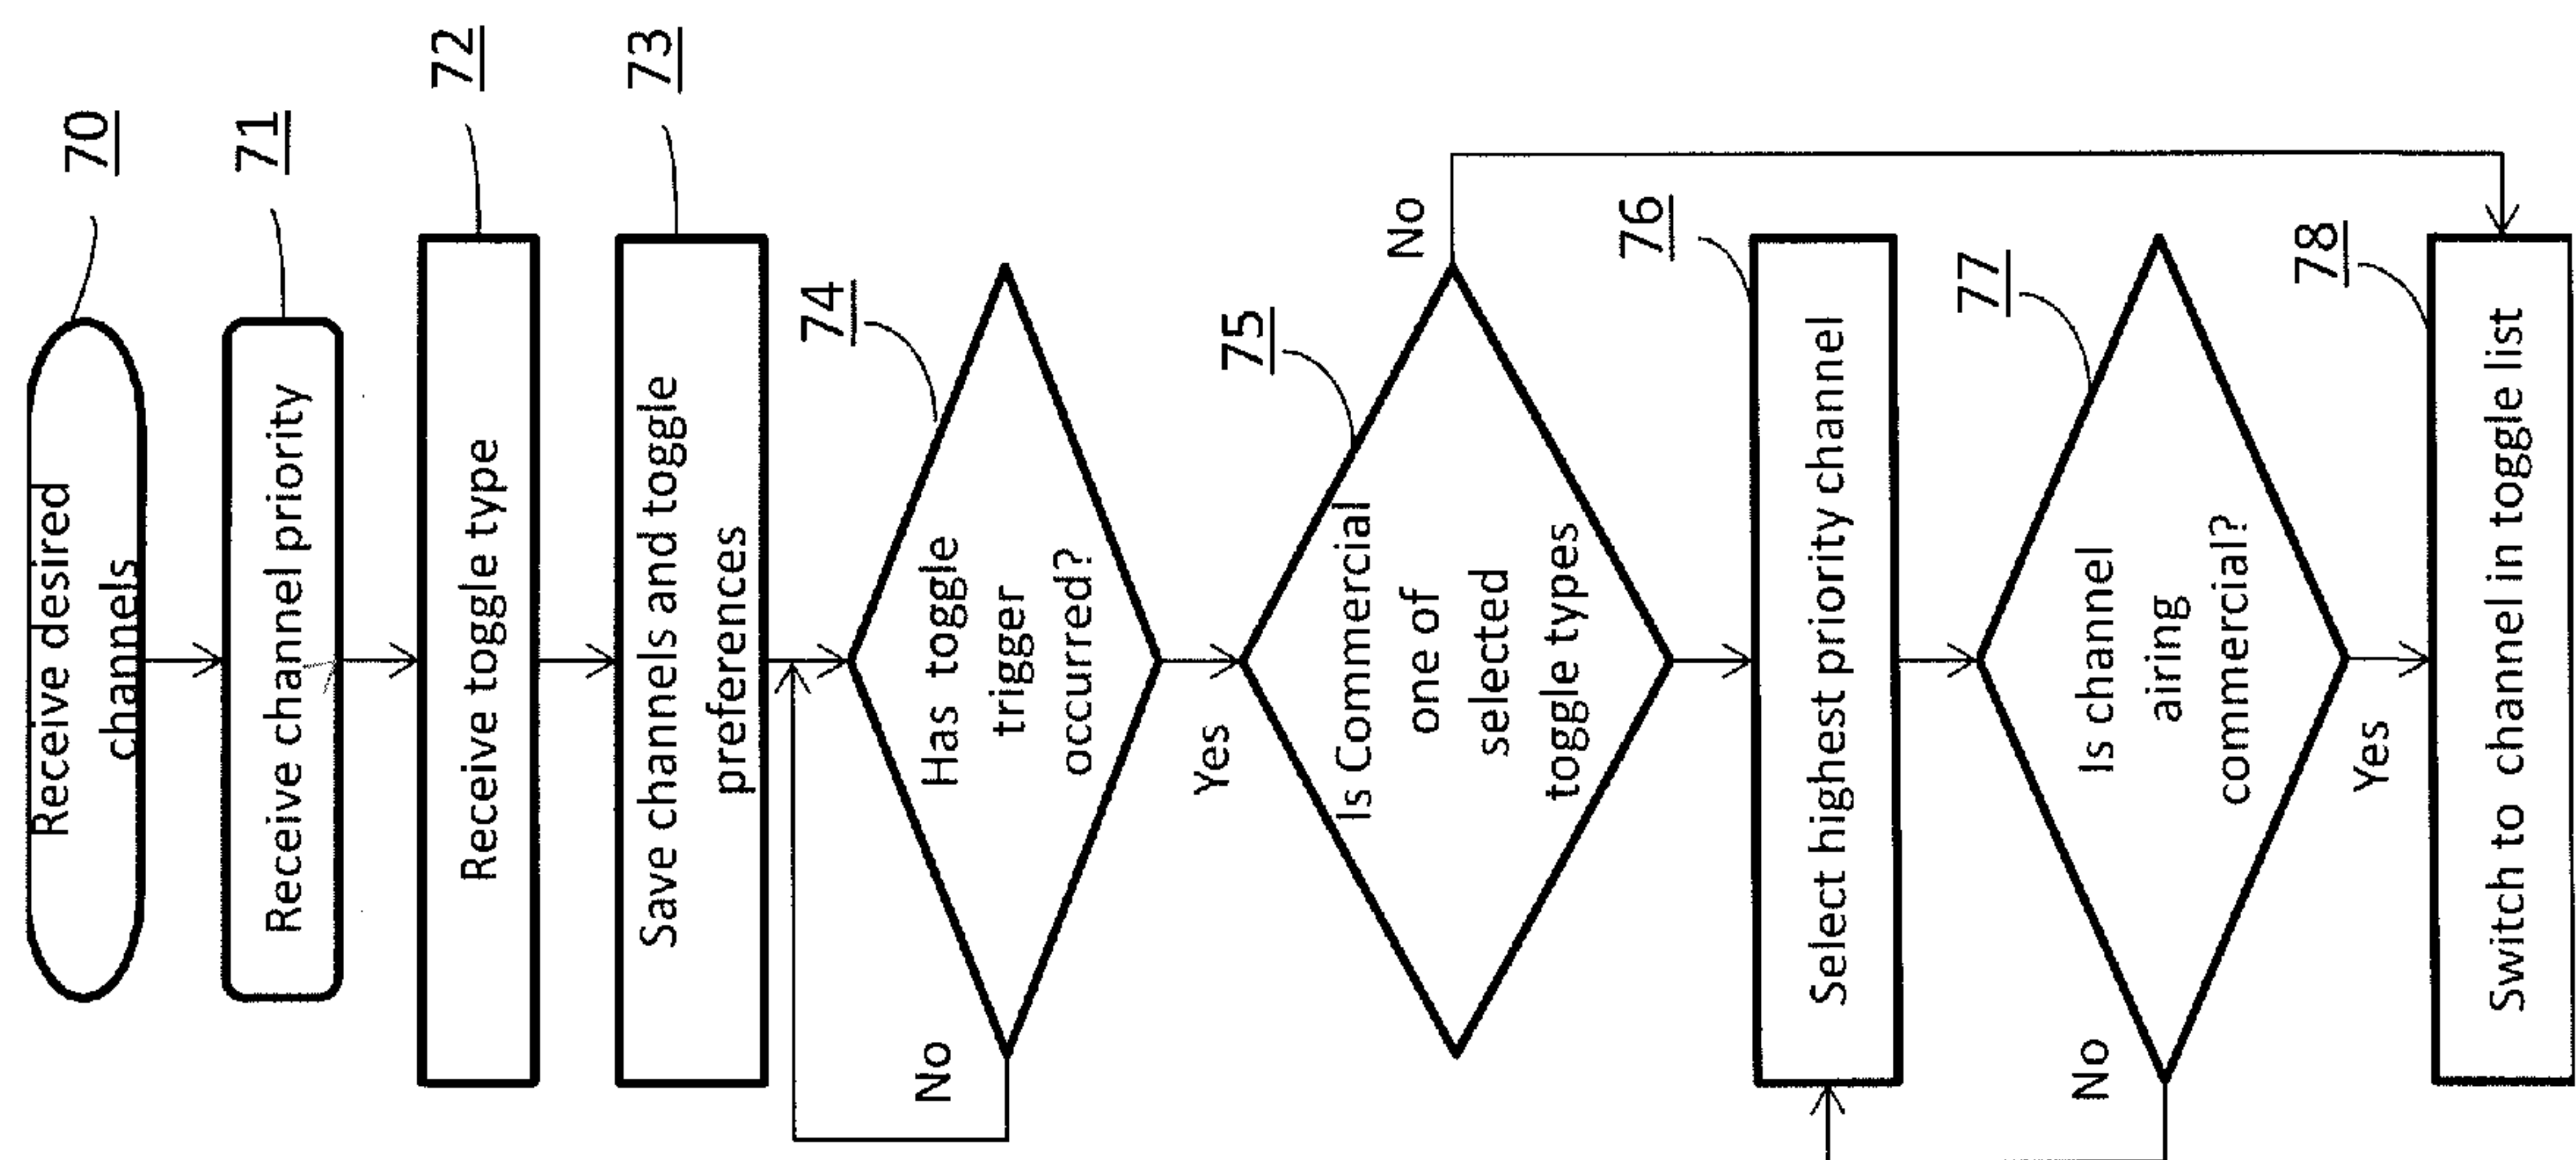 70
Receive desired
channels
71
Receive channel priority
72
Receive toggle type
73
Save channels and toggle
preferences
74
Has toggle
trigger
occurred?
No
Yes
75
Is Commercial
one of
selected
toggle types
No
76
Select highest priority channel
77
Is channel
airing
commercial?
No
Yes
78
Switch to channel in toggle list